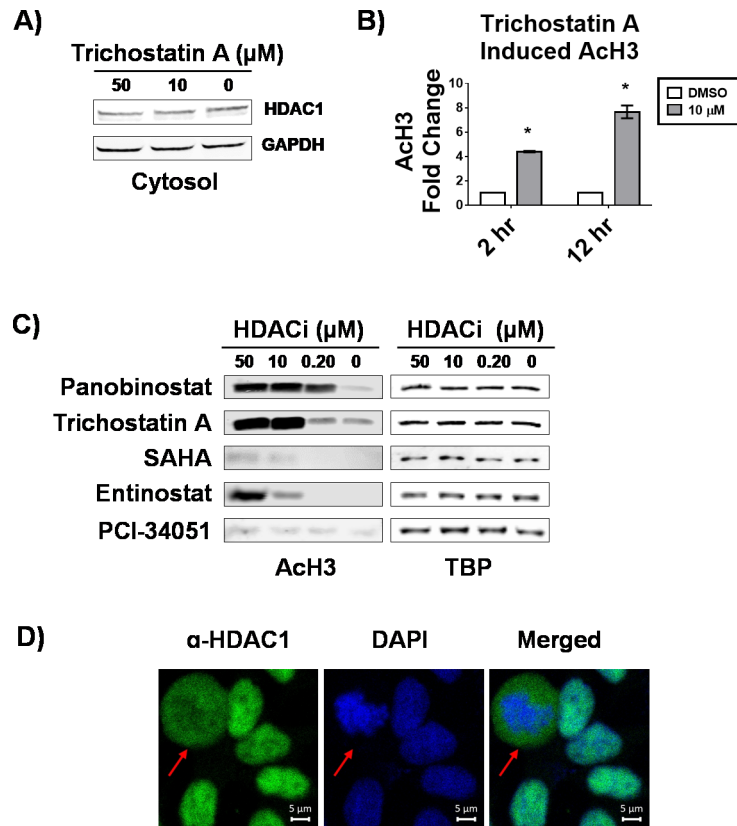 A)
Trichostatin A (µM)
50 10 0
HDAC1
GAPDH
Cytosol
B)
Trichostatin A
Induced AcH3
AcH3
Fold Change
10
8
6
4
2
0
*
*
2 hr
12 hr
DMSO
10 µM
C)
HDACi (µM) HDACi (µM)
50 10 0.20 0 50 10 0.20 0
Panobinostat
Trichostatin A
SAHA
Entinostat
PCI-34051
AcH3 TBP
D)
α-HDAC1 DAPI Merged
5 µm 5 µm 5 µm